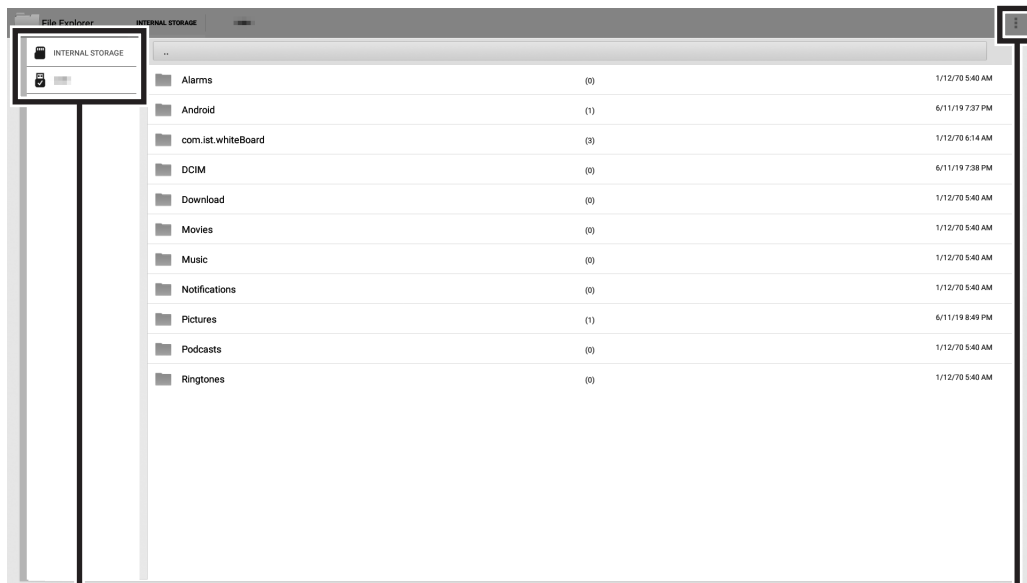 File Explorer INTERNAL STORAGE
INTERNAL STORAGE
..
Alarms (0) 1/12/70 5:40 AM
Android (1) 6/11/19 7:37 PM
com.ist.whiteBoard (3) 1/12/70 6:14 AM
DCIM (0) 6/11/19 7:38 PM
Download (0) 1/12/70 5:40 AM
Movies (0) 1/12/70 5:40 AM
Music (0) 1/12/70 5:40 AM
Notifications (0) 1/12/70 5:40 AM
Pictures (1) 6/11/19 8:49 PM
Podcasts (0) 1/12/70 5:40 AM
Ringtones (0) 1/12/70 5:40 AM